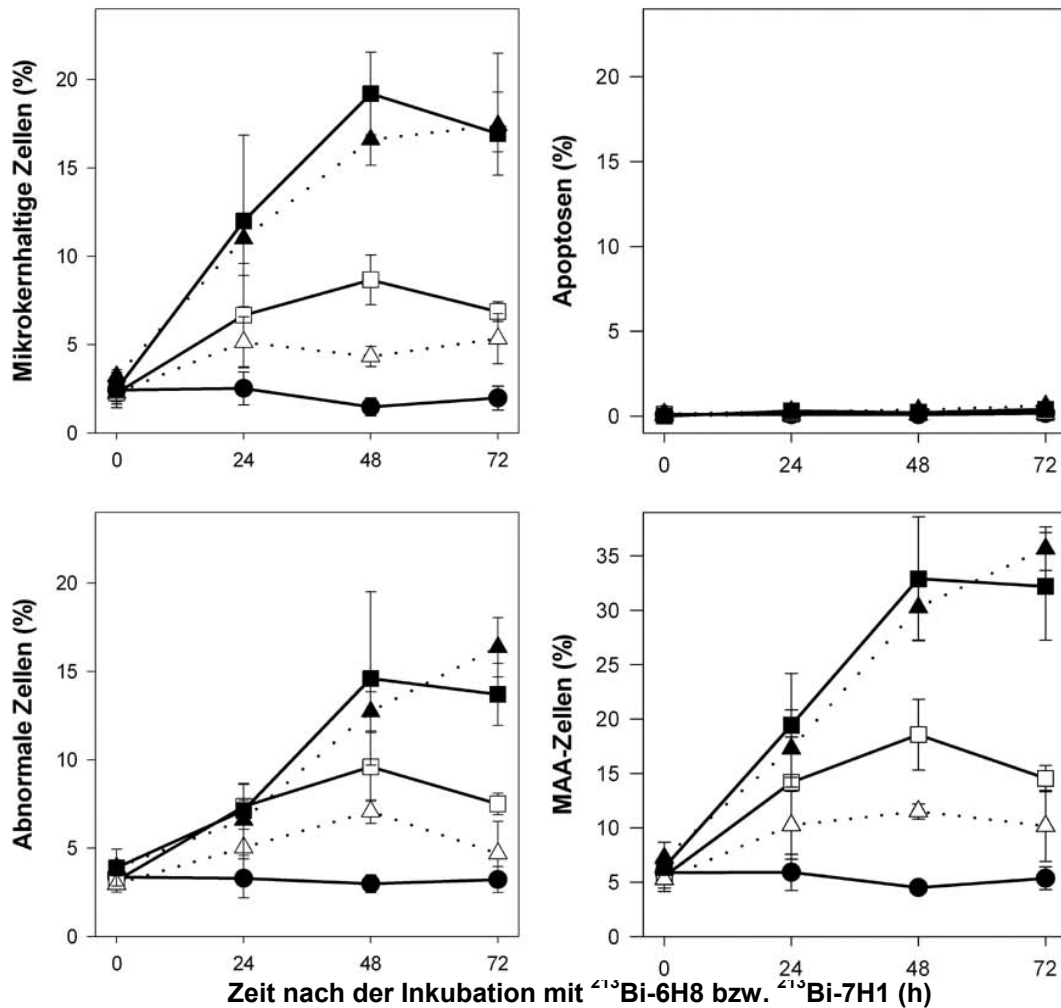 Mikrokernhaltige Zellen (%)
20
15
10
5
0
0 24 48 72
Apoptosen (%)
20
15
10
5
0
0 24 48 72
Abnormale Zellen (%)
20
15
10
5
0
0 24 48 72
MAA-Zellen (%)
35
30
25
20
15
10
5
0
0 24 48 72
Zeit nach der Inkubation mit ²¹³Bi-6H8 bzw. ²¹³Bi-7H1 (h)